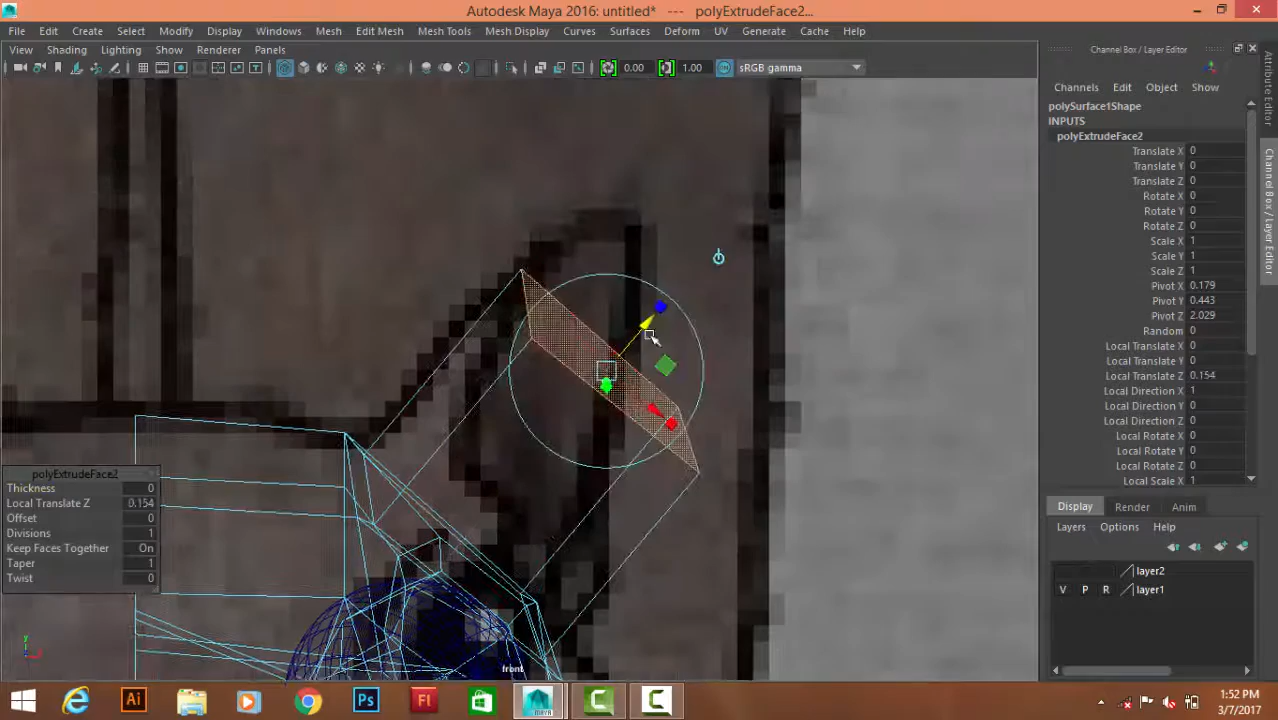 Autodesk Maya 2016: untitled* --- polyExtrudeFace2...
File Edit Create Select Modify Display Windows Mesh Edit Mesh Mesh Tools Mesh Display Curves Surfaces Deform UV Generate Cache Help
View Shading Lighting Show Renderer Panels
0.00 1.00 sRGB gamma
Channel Box / Layer Editor
Channels Edit Object Show
polySurface1Shape
INPUTS
polyExtrudeFace2
Translate X 0
Translate Y 0
Translate Z 0
Rotate X 0
Rotate Y 0
Rotate Z 0
Scale X 1
Scale Y 1
Scale Z 1
Pivot X 0.179
Pivot Y 0.443
Pivot Z 2.029
Random 0
Local Translate X 0
Local Translate Y 0
Local Translate Z 0.154
Local Direction X 1
Local Direction Y 0
Local Direction Z 0
Local Rotate X 0
Local Rotate Y 0
Local Rotate Z 0
Local Scale X 1
Attribute Editor
Channel Box / Layer Editor
polyExtrudeFace2
Thickness 0
Local Translate Z 0.154
Offset 0
Divisions 1
Keep Faces Together On
Taper 1
Twist 0
y
front
Display Render Anim
Layers Options Help
layer2
V P R layer1
Ai Ps Fl MAYA
1:52 PM
3/7/2017